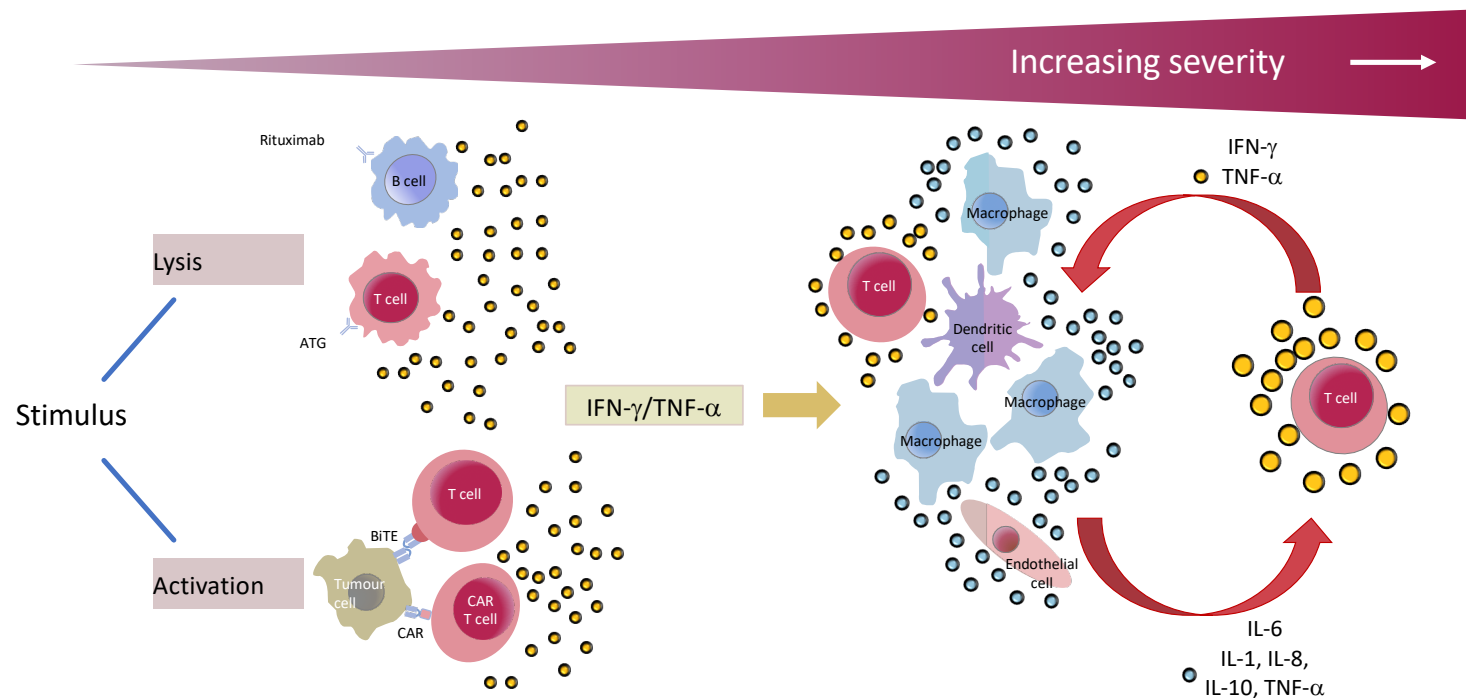 Increasing severity
Rituximab
B cell
Lysis
T cell
ATG
Stimulus
IFN-γ/TNF-α
T cell
BiTE
Activation
Tumour
cell
CAR
T cell
CAR
Macrophage
T cell
Dendritic
cell
Macrophage
Macrophage
Endothelial
cell
IFN-γ
TNF-α
T cell
IL-6
IL-1, IL-8,
IL-10, TNF-α